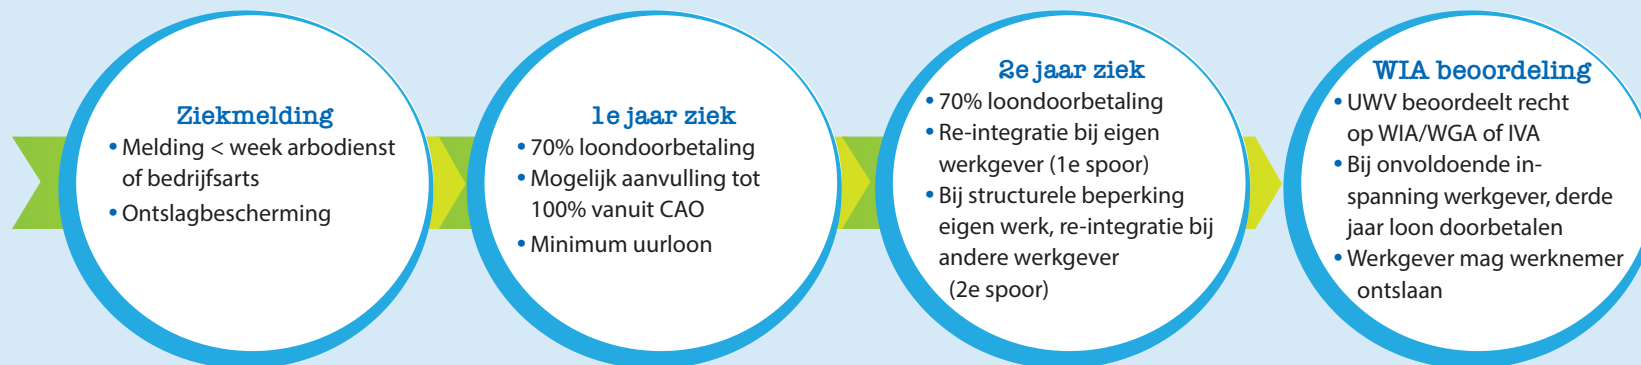 Ziekmelding
• Melding < week arbodienst
of bedrijfsarts
• Ontslagbescherming
1e jaar ziek
• 70% loondoorbetaling
• Mogelijk aanvulling tot
100% vanuit CAO
• Minimum uurloon
2e jaar ziek
• 70% loondoorbetaling
• Re-integratie bij eigen
werkgever (1e spoor)
• Bij structurele beperking
eigen werk, re-integratie bij
andere werkgever
(2e spoor)
WIA beoordeling
• UWV beoordeelt recht
op WIA/WGA of IVA
• Bij onvoldoende in-
spanning werkgever, derde
jaar loon doorbetalen
• Werkgever mag werknemer
ontslaan